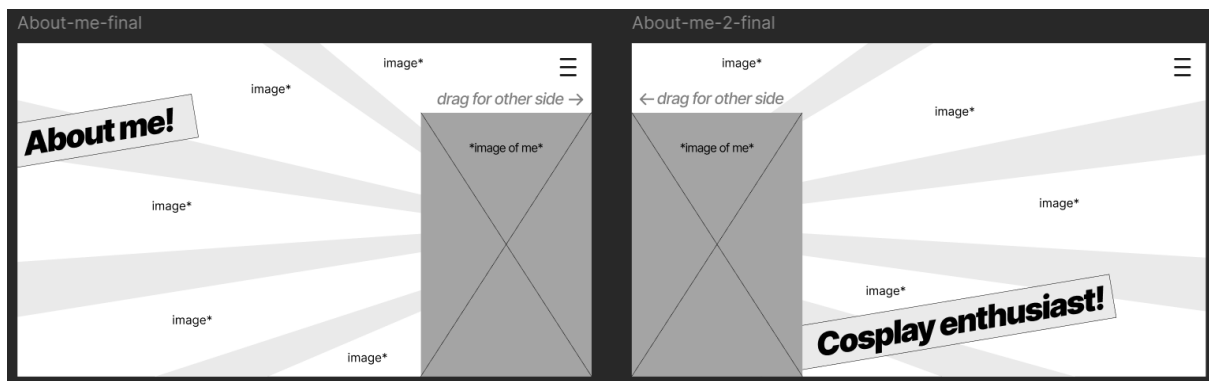 About-me-final
image*
image*
drag for other side →
About me!
*image of me*
image*
image*
image*
About-me-2-final
image*
← drag for other side
image*
*image of me*
image*
image*
Cosplay enthusiast!